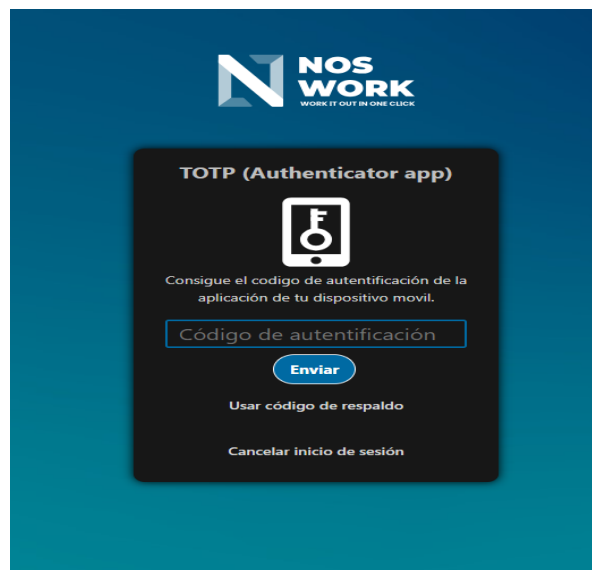 NOS
WORK
WORK IT OUT IN ONE CLICK
TOTP (Authenticator app)
Consigue el codigo de autentificación de la
aplicación de tu dispositivo movil.
Código de autentificación
Enviar
Usar código de respaldo
Cancelar inicio de sesión